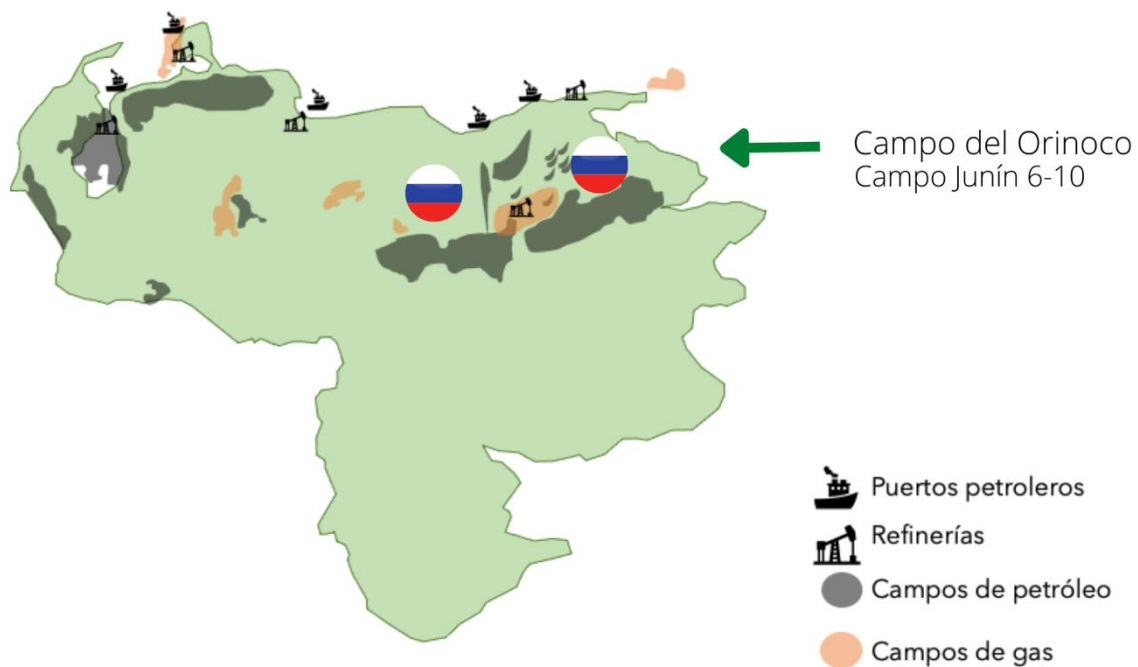 Campo del Orinoco
Campo Junín 6-10
Puertos petroleros
Refinerías
Campos de petróleo
Campos de gas